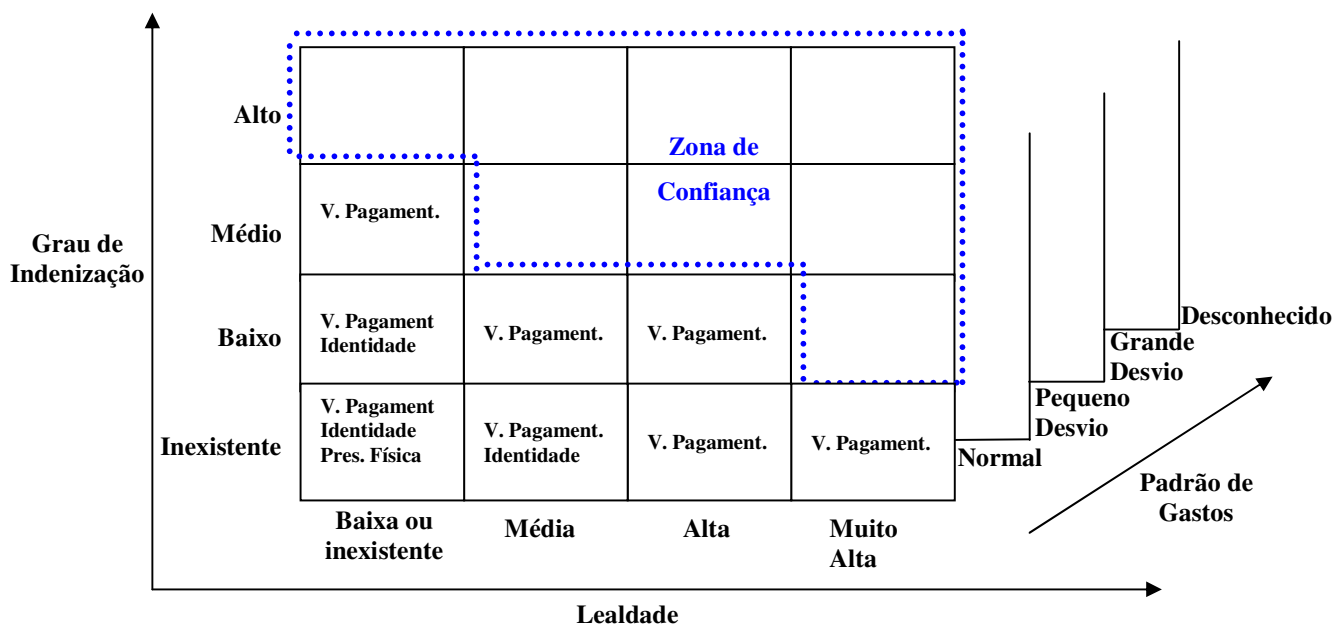 Alto
Zona de
Confiança
V. Pagament.
Médio
Grau de
Indenização
Baixo
V. Pagament
Identidade
V. Pagament.
V. Pagament.
Desconhecido
Grande
Desvio
Inexistente
V. Pagament
Identidade
Pres. Física
V. Pagament.
Identidade
V. Pagament.
V. Pagament.
Normal
Pequeno
Desvio
Padrão de
Gastos
Baixa ou
inexistente
Média
Alta
Muito
Alta
Lealdade